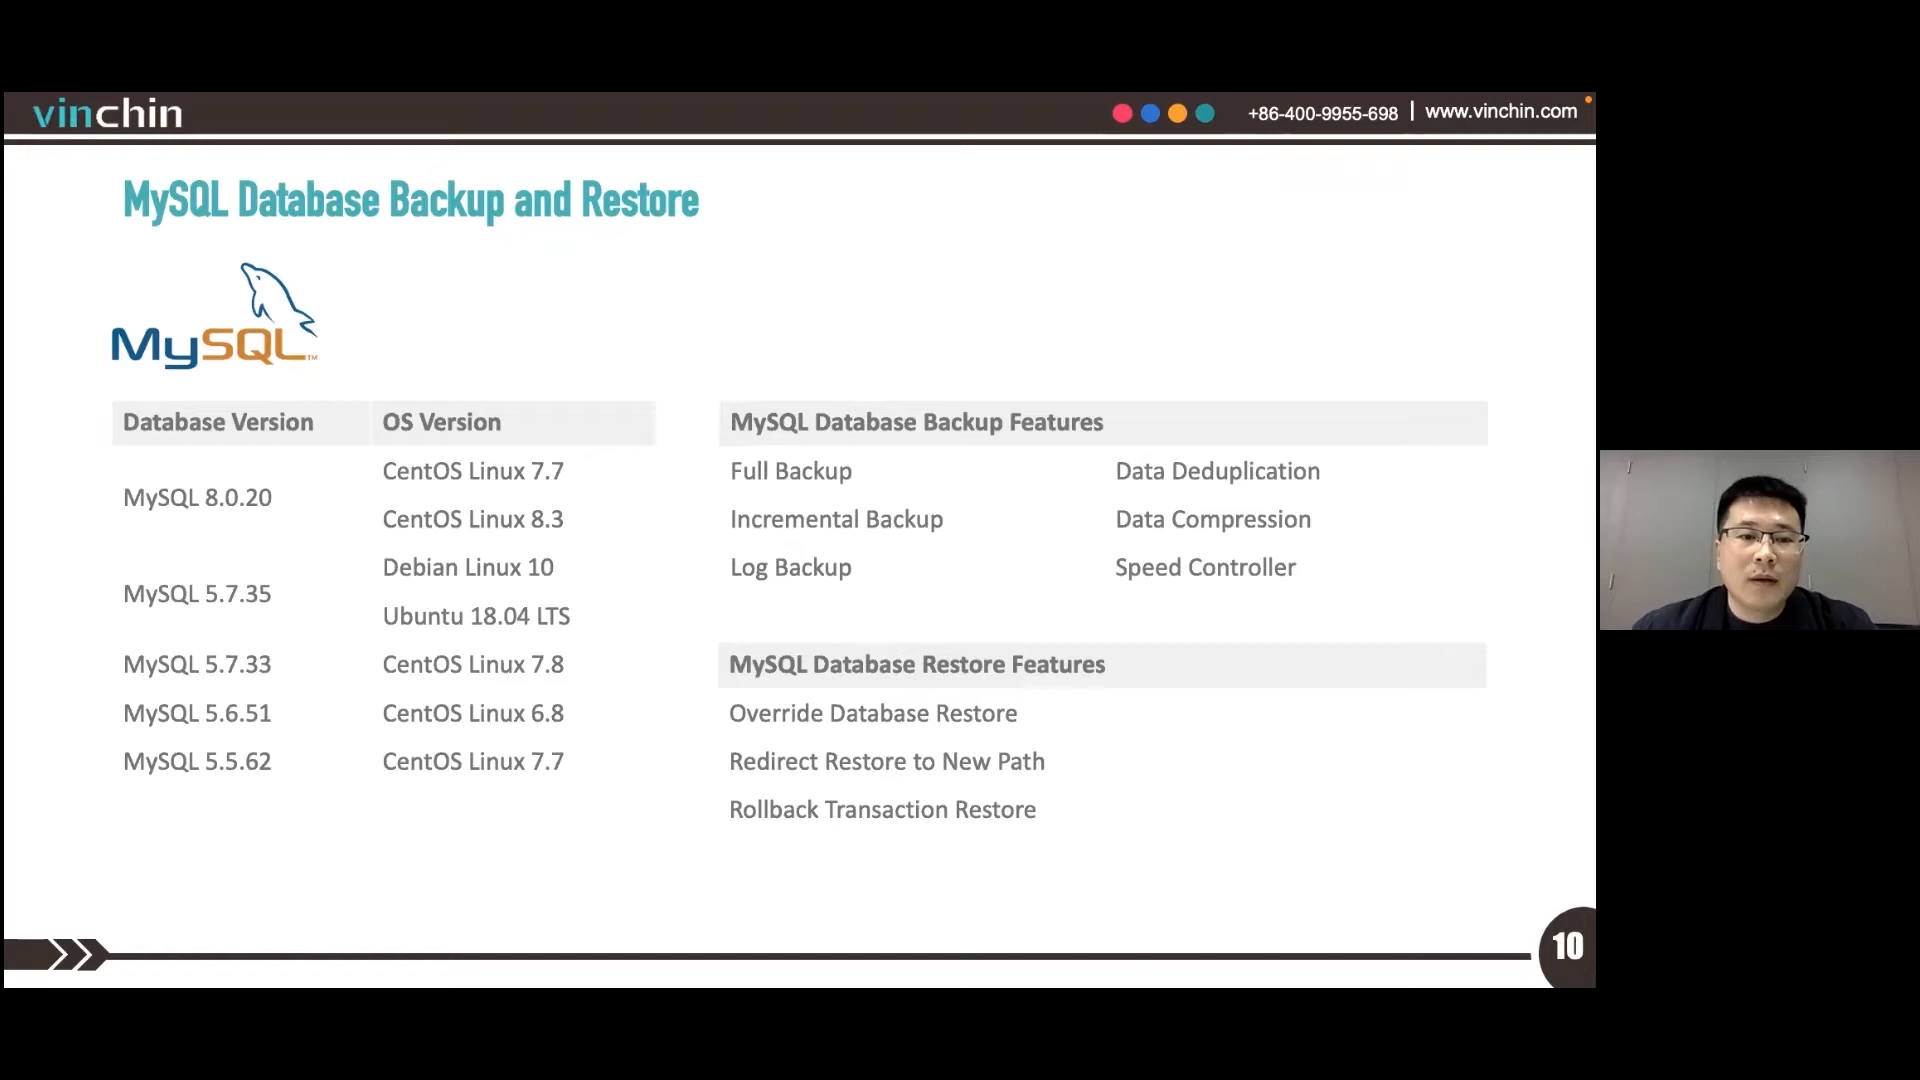 vinchin
+86-400-9955-698 | www.vinchin.com
MySQL Database Backup and Restore
MySQL™
Database Version OS Version
MySQL 8.0.20 CentOS Linux 7.7
CentOS Linux 8.3
MySQL 5.7.35 Debian Linux 10
Ubuntu 18.04 LTS
MySQL 5.7.33 CentOS Linux 7.8
MySQL 5.6.51 CentOS Linux 6.8
MySQL 5.5.62 CentOS Linux 7.7
MySQL Database Backup Features
Full Backup Data Deduplication
Incremental Backup Data Compression
Log Backup Speed Controller
MySQL Database Restore Features
Override Database Restore
Redirect Restore to New Path
Rollback Transaction Restore
10